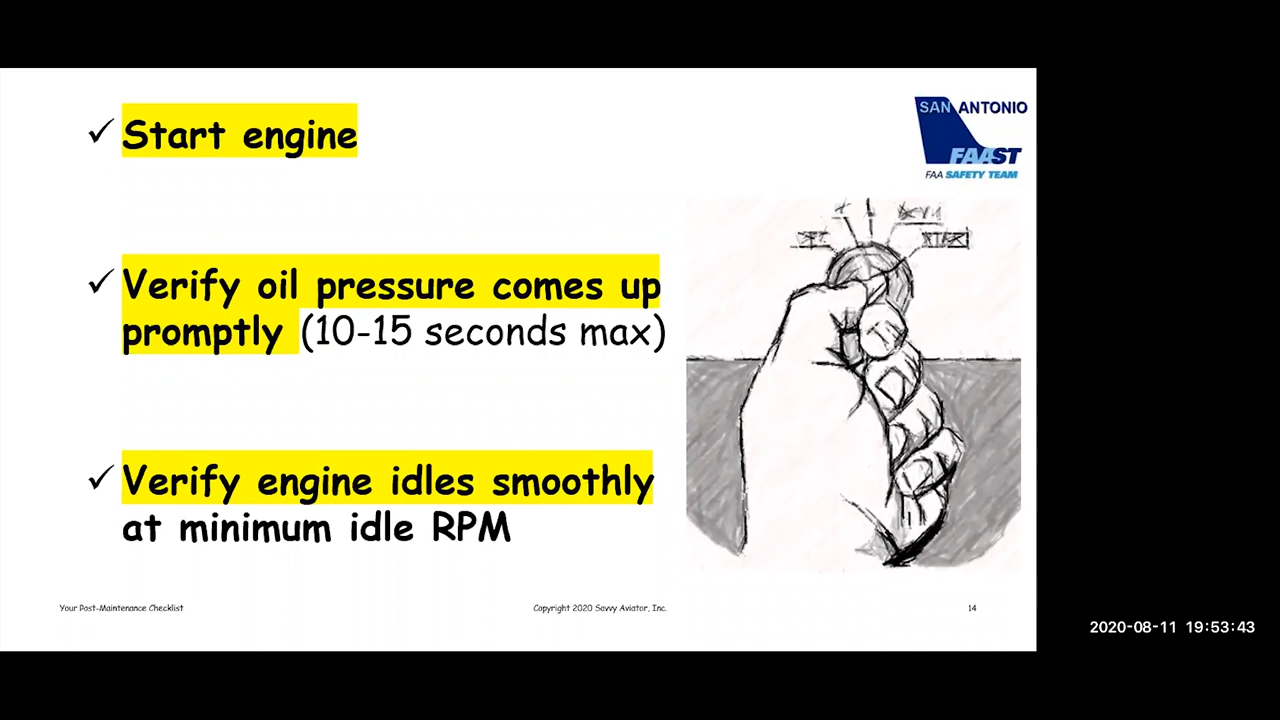 ✓ Start engine
✓ Verify oil pressure comes up
promptly (10-15 seconds max)
✓ Verify engine idles smoothly
at minimum idle RPM
SAN ANTONIO
FAAST
FAA SAFETY TEAM
Your Post-Maintenance Checklist
Copyright 2020 Savvy Aviator, Inc.
14
2020-08-11 19:53:43